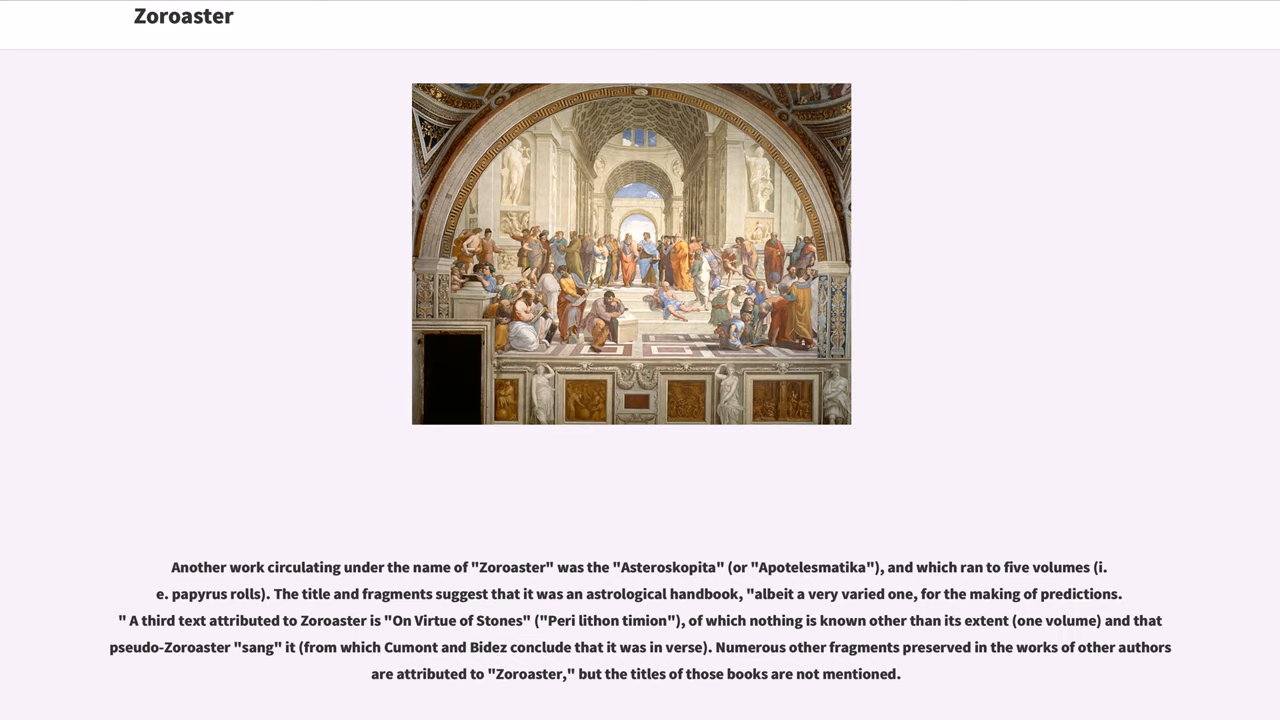 Zoroaster
Another work circulating under the name of "Zoroaster" was the "Asteroskopita" (or "Apotelesmatika"), and which ran to five volumes (i.
e. papyrus rolls). The title and fragments suggest that it was an astrological handbook, "albeit a very varied one, for the making of predictions.
" A third text attributed to Zoroaster is "On Virtue of Stones" ("Peri lithon timion"), of which nothing is known other than its extent (one volume) and that
pseudo-Zoroaster "sang" it (from which Cumont and Bidez conclude that it was in verse). Numerous other fragments preserved in the works of other authors
are attributed to "Zoroaster," but the titles of those books are not mentioned.